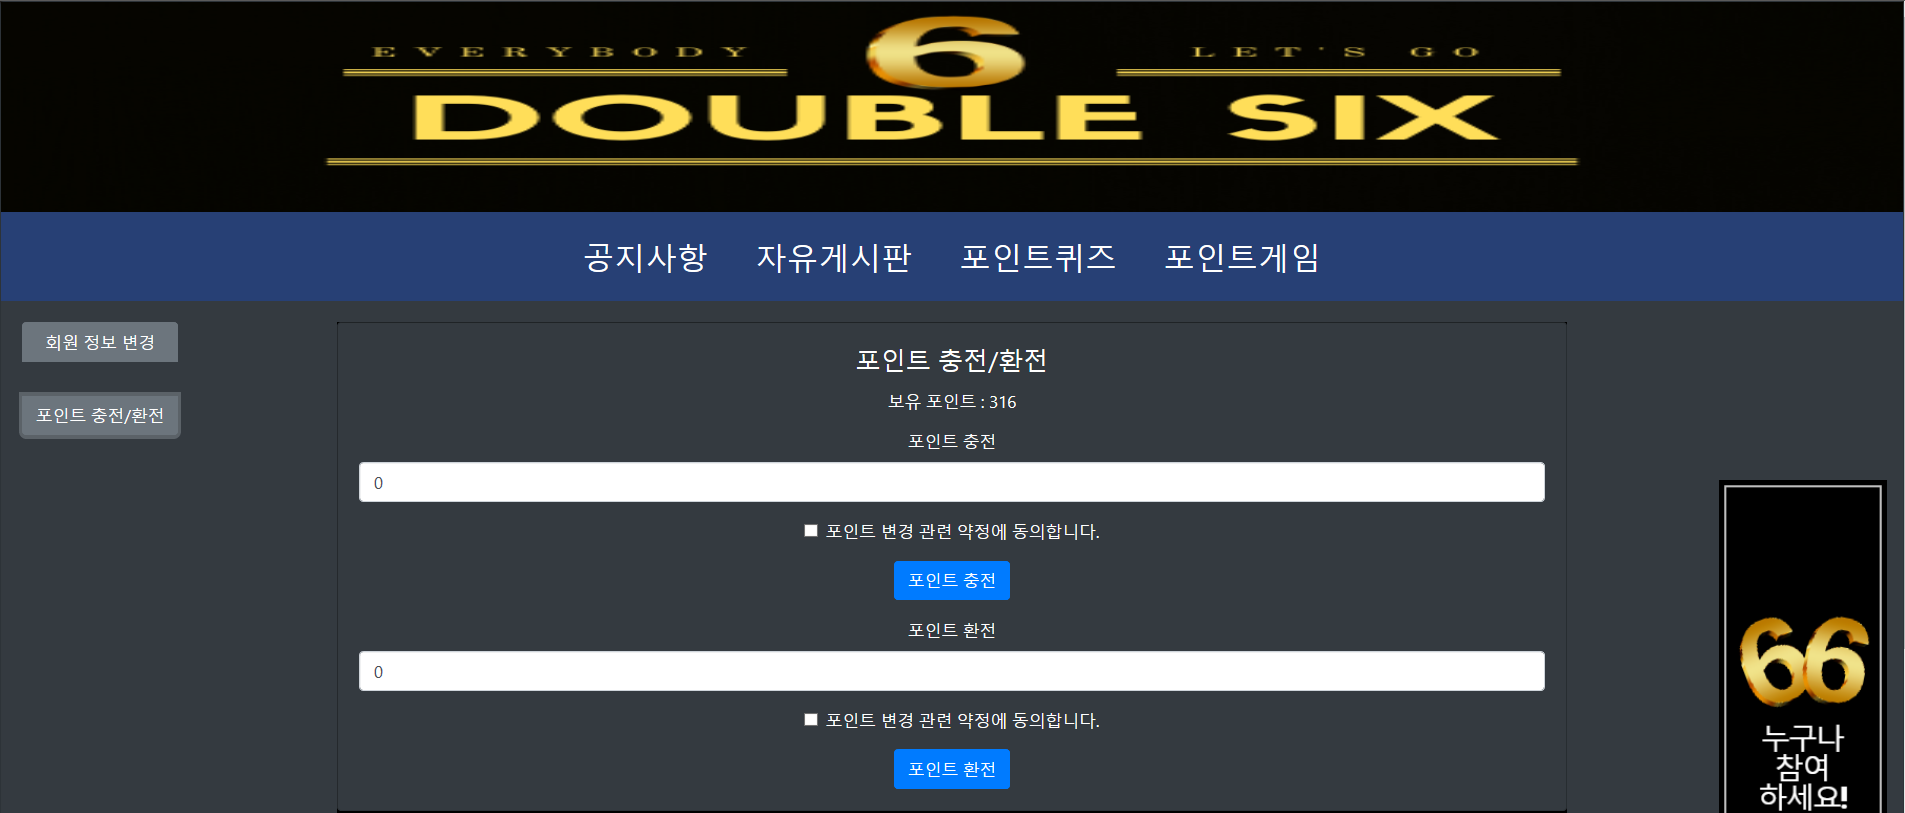 6
EVERYBODY LET'S GO
DOUBLE SIX
공지사항 자유게시판 포인트퀴즈 포인트게임
회원 정보 변경
포인트 충전/환전
포인트 충전/환전
보유 포인트 : 316
포인트 충전
0
포인트 변경 관련 약정에 동의합니다.
포인트 충전
포인트 환전
0
포인트 변경 관련 약정에 동의합니다.
포인트 환전
66
누구나
참여
하세요!